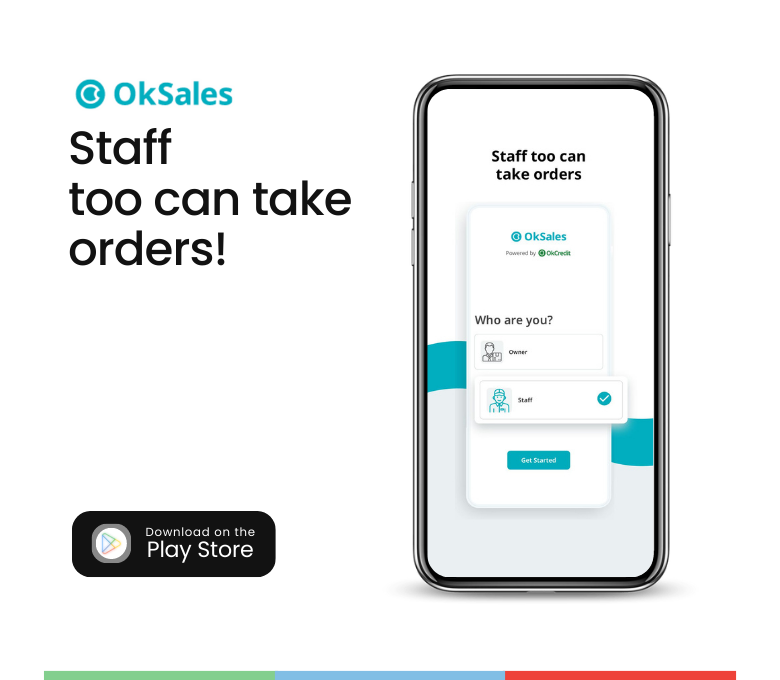 OkSales
Staff
too can take
orders!
Download on the
Play Store
Staff too can
take orders
OkSales
Powered by OkCredit
Who are you?
Owner
Staff
Get Started